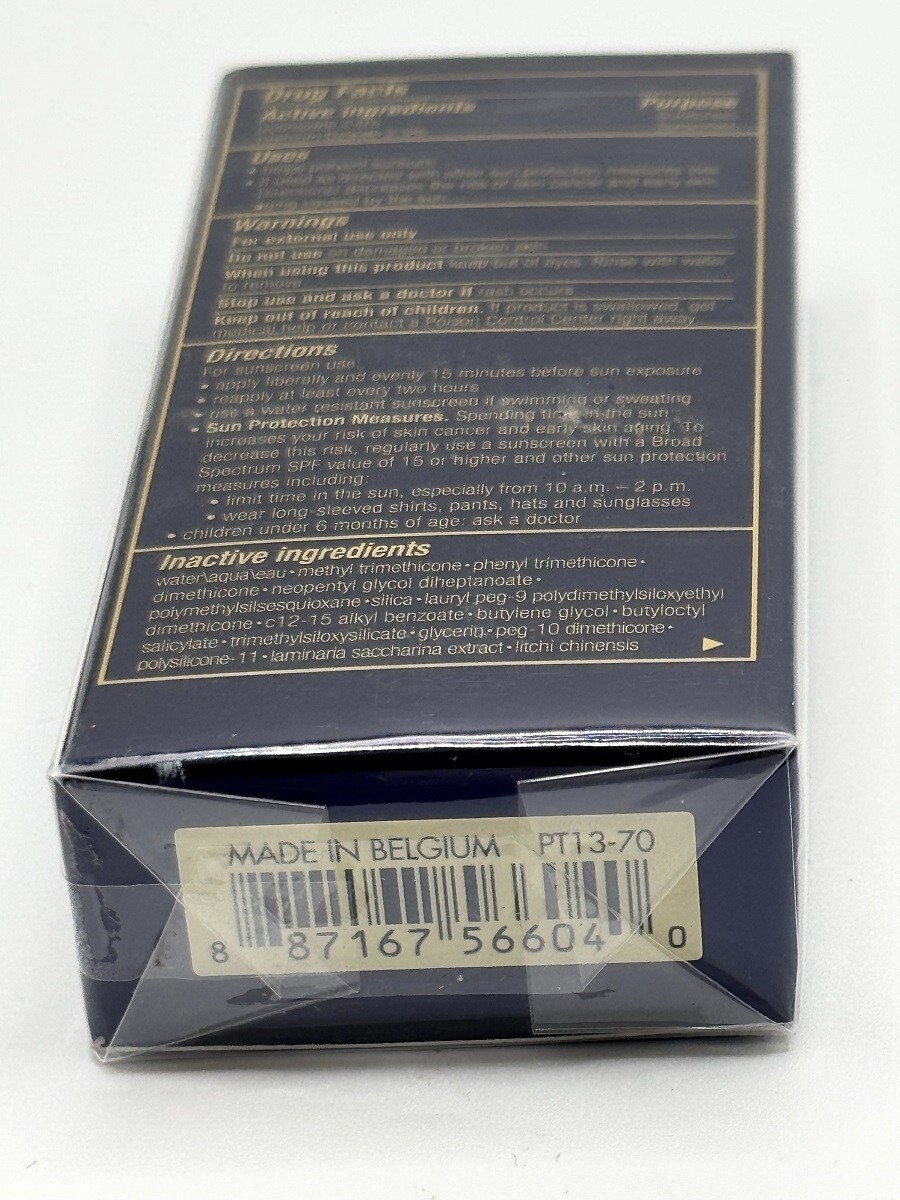 Drug Facts
Active ingredients Purpose
Uses
aging caused by the sun
Warnings
For external use only
Do not use on damaged or broken skin
When using this product keep out of eyes. Rinse with water
to remove
Stop use and ask a doctor if rash occurs
Keep out of reach of children. If product is swallowed, get
medical help or contact a Poison Control Center right away.
Directions
For sunscreen use
• apply liberally and evenly 15 minutes before sun exposure
• reapply at least every two hours
• use a water resistant sunscreen if swimming or sweating
• Sun Protection Measures. Spending time in the sun
increases your risk of skin cancer and early skin aging. To
decrease this risk, regularly use a sunscreen with a Broad
Spectrum SPF value of 15 or higher and other sun protection
measures including:
• limit time in the sun, especially from 10 a.m. – 2 p.m.
• wear long-sleeved shirts, pants, hats and sunglasses
• children under 6 months of age: ask a doctor
Inactive ingredients
water\aqua\eau • methyl trimethicone • phenyl trimethicone •
dimethicone • neopentyl glycol diheptanoate •
polymethylsilsesquioxane • silica • lauryl peg-9 polydimethylsiloxyethyl
dimethicone • c12-15 alkyl benzoate • butylene glycol • butyloctyl
salicylate • trimethylsiloxysilicate • glycerin • peg-10 dimethicone •
polysilicone-11 • laminaria saccharina extract • litchi chinensis
MADE IN BELGIUM PT13-70
8 87167 56604 0